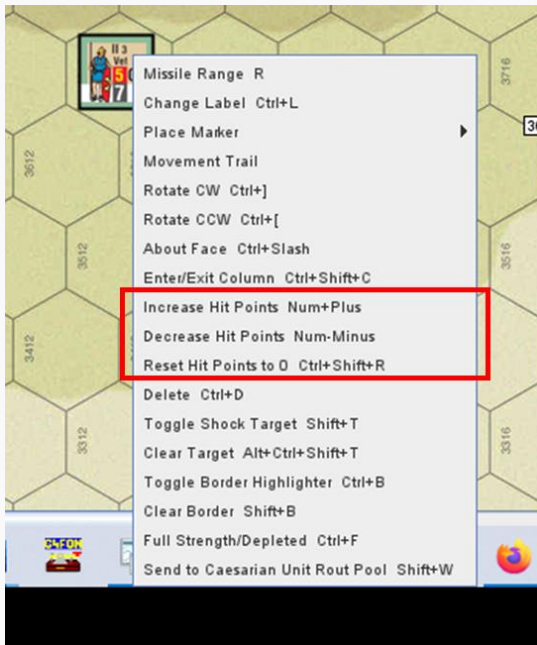 II 3
Vet
5 0
7
3716
3612
3512
3516
3412
3312
3316
Missile Range R
Change Label Ctrl+L
Place Marker
Movement Trail
Rotate CW Ctrl+]
Rotate CCW Ctrl+[
About Face Ctrl+Slash
Enter/Exit Column Ctrl+Shift+C
Increase Hit Points Num+Plus
Decrease Hit Points Num-Minus
Reset Hit Points to 0 Ctrl+Shift+R
Delete Ctrl+D
Toggle Shock Target Shift+T
Clear Target Alt+Ctrl+Shift+T
Toggle Border Highlighter Ctrl+B
Clear Border Shift+B
Full Strength/Depleted Ctrl+F
Send to Caesarian Unit Rout Pool Shift+W
G4FON